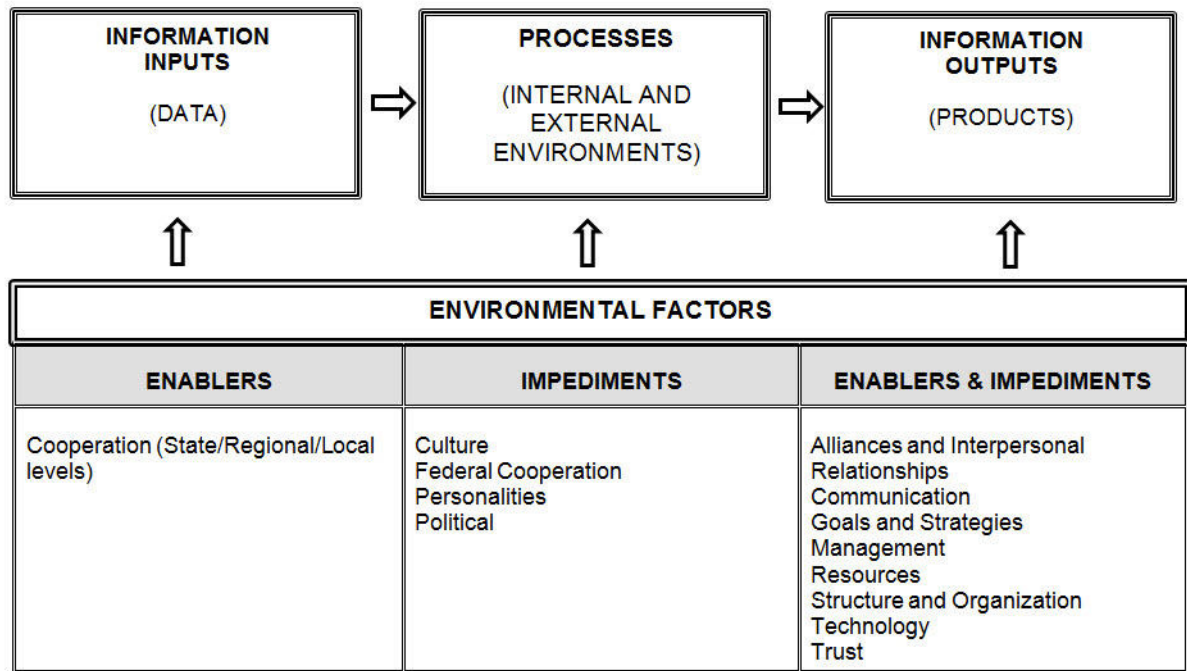 INFORMATION
INPUTS
(DATA)
PROCESSES
(INTERNAL AND
EXTERNAL
ENVIRONMENTS)
INFORMATION
OUTPUTS
(PRODUCTS)
ENVIRONMENTAL FACTORS
ENABLERS
IMPEDIMENTS
ENABLERS & IMPEDIMENTS
Cooperation (State/Regional/Local
levels)
Culture
Federal Cooperation
Personalities
Political
Alliances and Interpersonal
Relationships
Communication
Goals and Strategies
Management
Resources
Structure and Organization
Technology
Trust